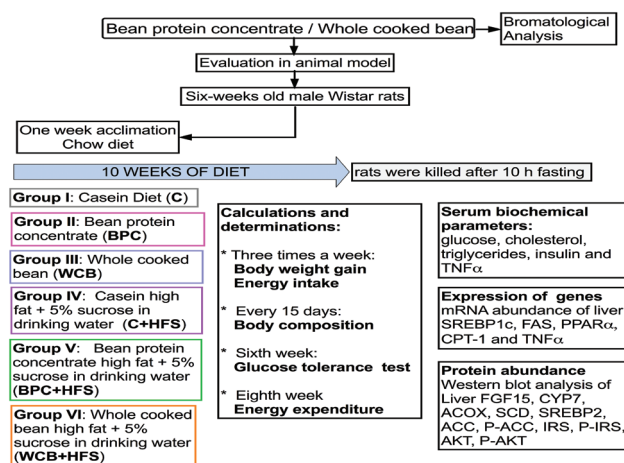 Bean protein concentrate / Whole cooked bean
Bromatological
Analysis
Evaluation in animal model
Six-weeks old male Wistar rats
One week acclimation
Chow diet
10 WEEKS OF DIET
rats were killed after 10 h fasting
Group I: Casein Diet (C)
Group II: Bean protein
concentrate (BPC)
Group III: Whole cooked
bean (WCB)
Group IV: Casein high
fat + 5% sucrose in
drinking water (C+HFS)
Group V: Bean protein
concentrate high fat + 5%
sucrose in drinking water
(BPC+HFS)
Group VI: Whole cooked
bean high fat + 5%
sucrose in drinking water
(WCB+HFS)
Calculations and
determinations:
* Three times a week:
Body weight gain
Energy intake
* Every 15 days:
Body composition
* Sixth week:
Glucose tolerance test
* Eighth week
Energy expenditure
Serum biochemical
parameters:
glucose, cholesterol,
triglycerides, insulin and
TNFα
Expression of genes
mRNA abundance of liver
SREBP1c, FAS, PPARα,
CPT-1 and TNFα
Protein abundance
Western blot analysis of
Liver FGF15, CYP7,
ACOX, SCD, SREBP2,
ACC, P-ACC, IRS, P-IRS,
AKT, P-AKT